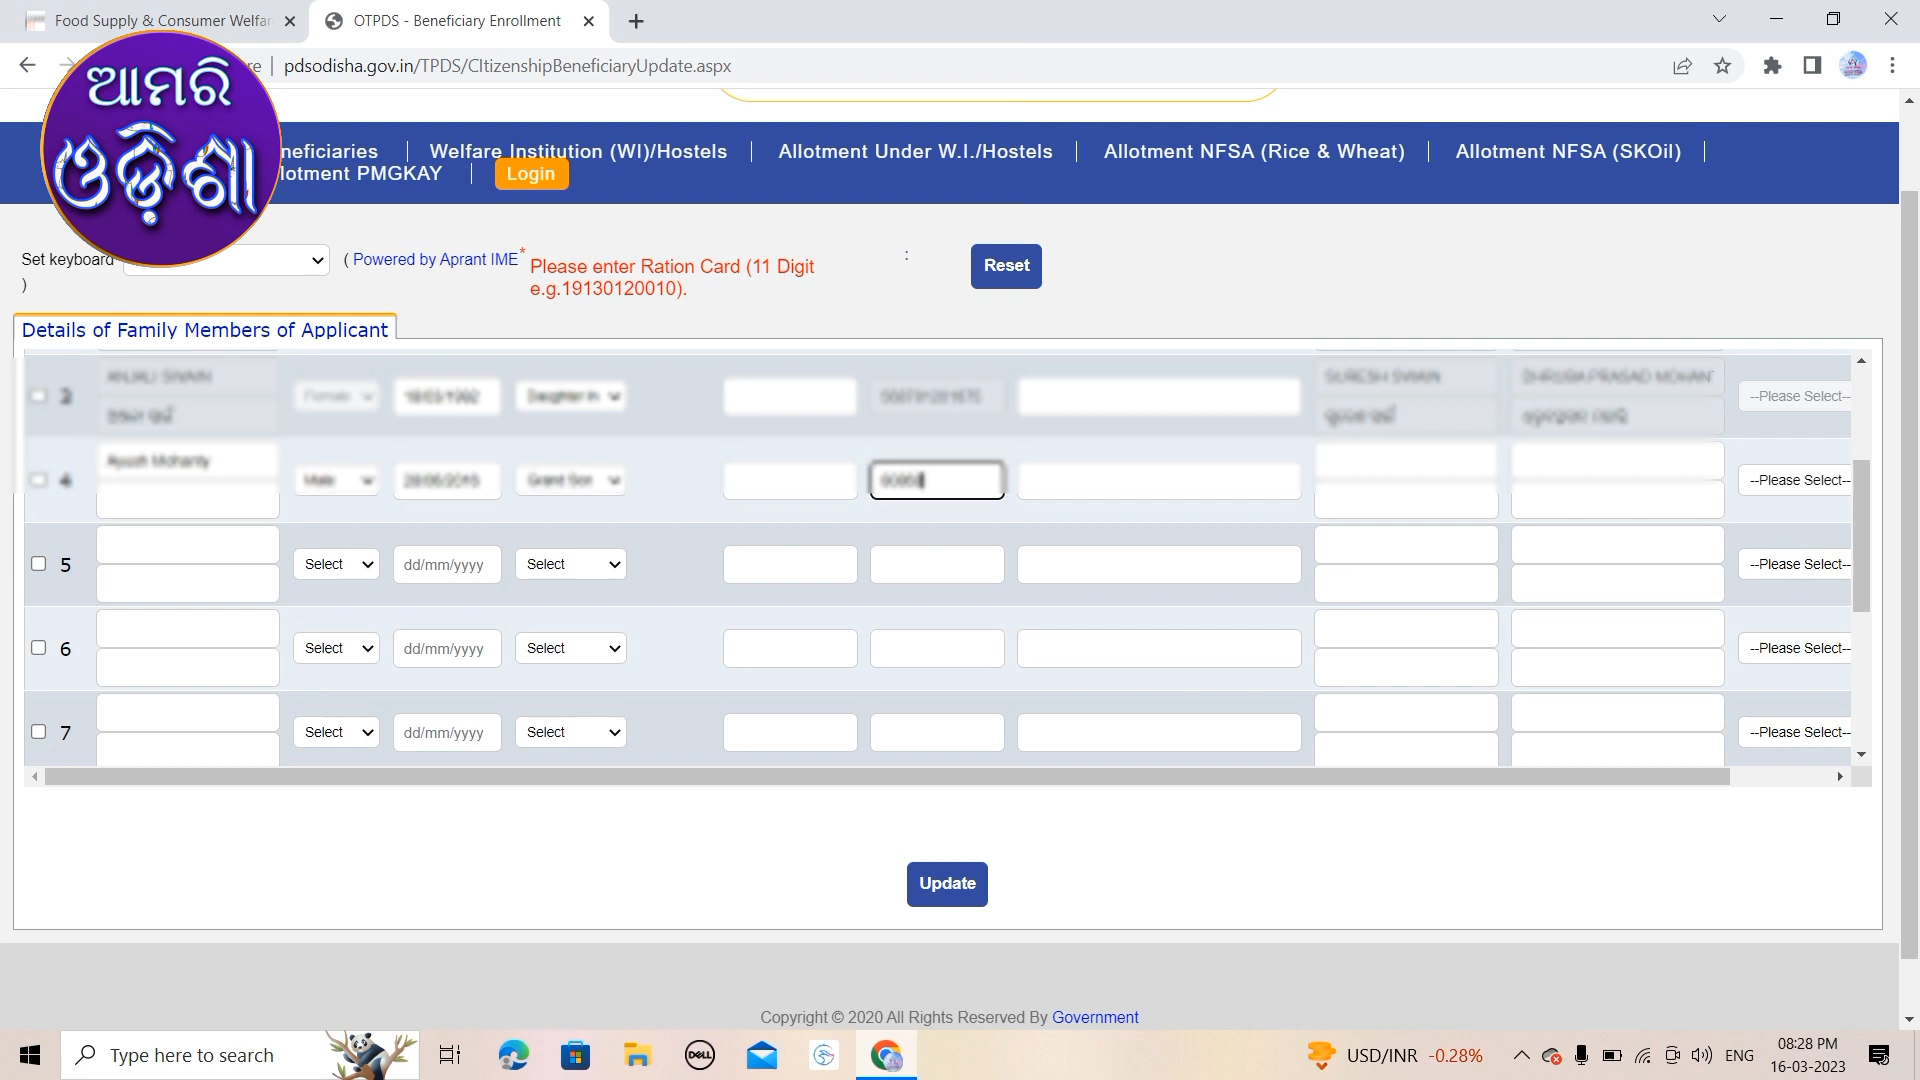 Food Supply & Consumer Welfar
OTPDS - Beneficiary Enrollment
re | pdsodisha.gov.in/TPDS/CItizenshipBeneficiaryUpdate.aspx
ଆମରି
ଓଡ଼ିଶା
neficiaries | Welfare Institution (WI)/Hostels | Allotment Under W.I./Hostels | Allotment NFSA (Rice & Wheat) | Allotment NFSA (SKOil) |
lotment PMGKAY | Login
Set keyboard ( Powered by Aprant IME * Please enter Ration Card (11 Digit : Reset
) e.g.19130120010).
Details of Family Members of Applicant
--Please Select--
4 --Please Select--
5 Select dd/mm/yyyy Select --Please Select--
6 Select dd/mm/yyyy Select --Please Select--
7 Select dd/mm/yyyy Select --Please Select--
Update
Copyright © 2020 All Rights Reserved By Government
Type here to search
DELL
USD/INR -0.28%
ENG
08:28 PM
16-03-2023